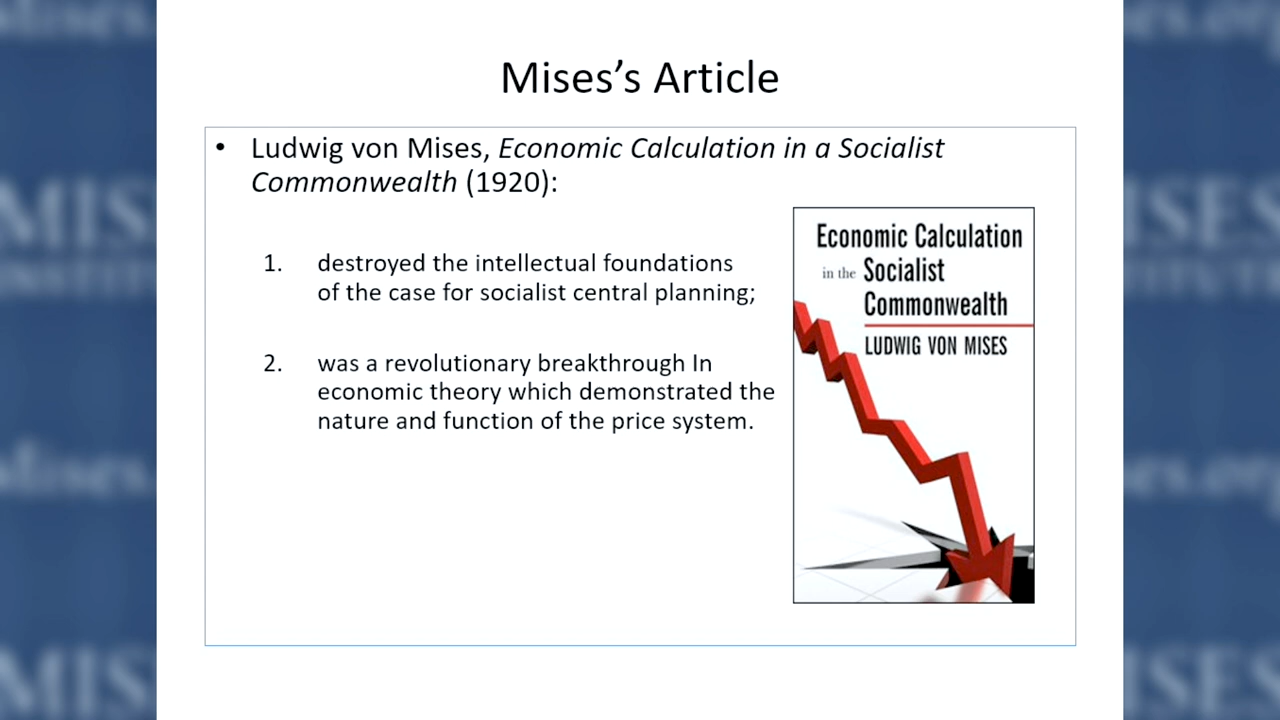 Mises’s Article
• Ludwig von Mises, Economic Calculation in a Socialist
Commonwealth (1920):
1. destroyed the intellectual foundations
of the case for socialist central planning;
2. was a revolutionary breakthrough In
economic theory which demonstrated the
nature and function of the price system.
Economic Calculation
in the Socialist
Commonwealth
LUDWIG VON MISES